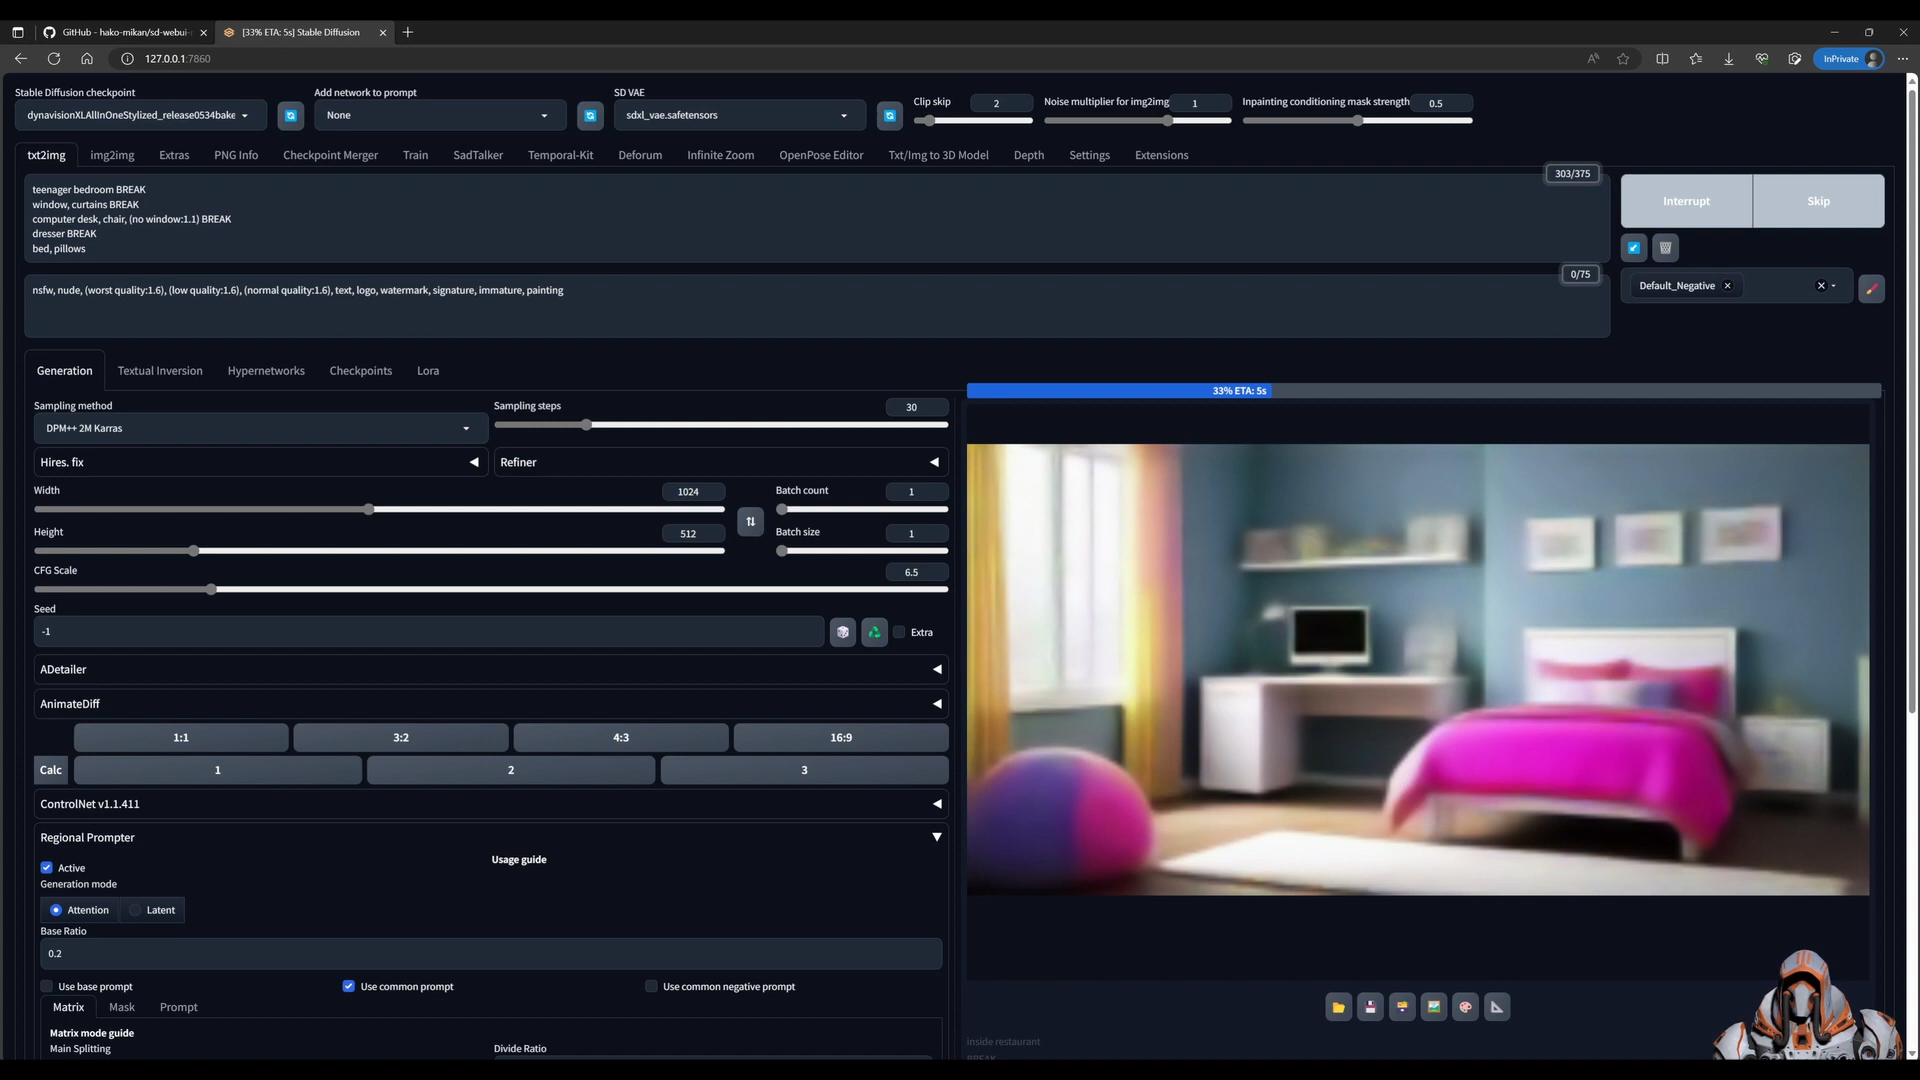 GitHub - hako-mikan/sd-webui-
[33% ETA: 5s] Stable Diffusion
127.0.0.1:7860
InPrivate
Stable Diffusion checkpoint
Add network to prompt
SD VAE
Clip skip
2
Noise multiplier for img2img
1
Inpainting conditioning mask strength
0.5
dynavisionXLAllInOneStylized_release0534bake
None
sdxl_vae.safetensors
txt2img
img2img
Extras
PNG Info
Checkpoint Merger
Train
SadTalker
Temporal-Kit
Deforum
Infinite Zoom
OpenPose Editor
Txt/Img to 3D Model
Depth
Settings
Extensions
303/375
teenager bedroom BREAK
window, curtains BREAK
computer desk, chair, (no window:1.1) BREAK
dresser BREAK
bed, pillows
Interrupt
Skip
0/75
nsfw, nude, (worst quality:1.6), (low quality:1.6), (normal quality:1.6), text, logo, watermark, signature, immature, painting
Default_Negative
Generation
Textual Inversion
Hypernetworks
Checkpoints
Lora
33% ETA: 5s
Sampling method
Sampling steps
30
DPM++ 2M Karras
Hires. fix
Refiner
Width
1024
Batch count
1
Height
512
Batch size
1
CFG Scale
6.5
Seed
-1
Extra
ADetailer
AnimateDiff
1:1
3:2
4:3
16:9
Calc
1
2
3
ControlNet v1.1.411
Regional Prompter
Usage guide
Active
Generation mode
Attention
Latent
Base Ratio
0.2
Use base prompt
Use common prompt
Use common negative prompt
Matrix
Mask
Prompt
Matrix mode guide
Main Splitting
Divide Ratio
inside restaurant
BREAK